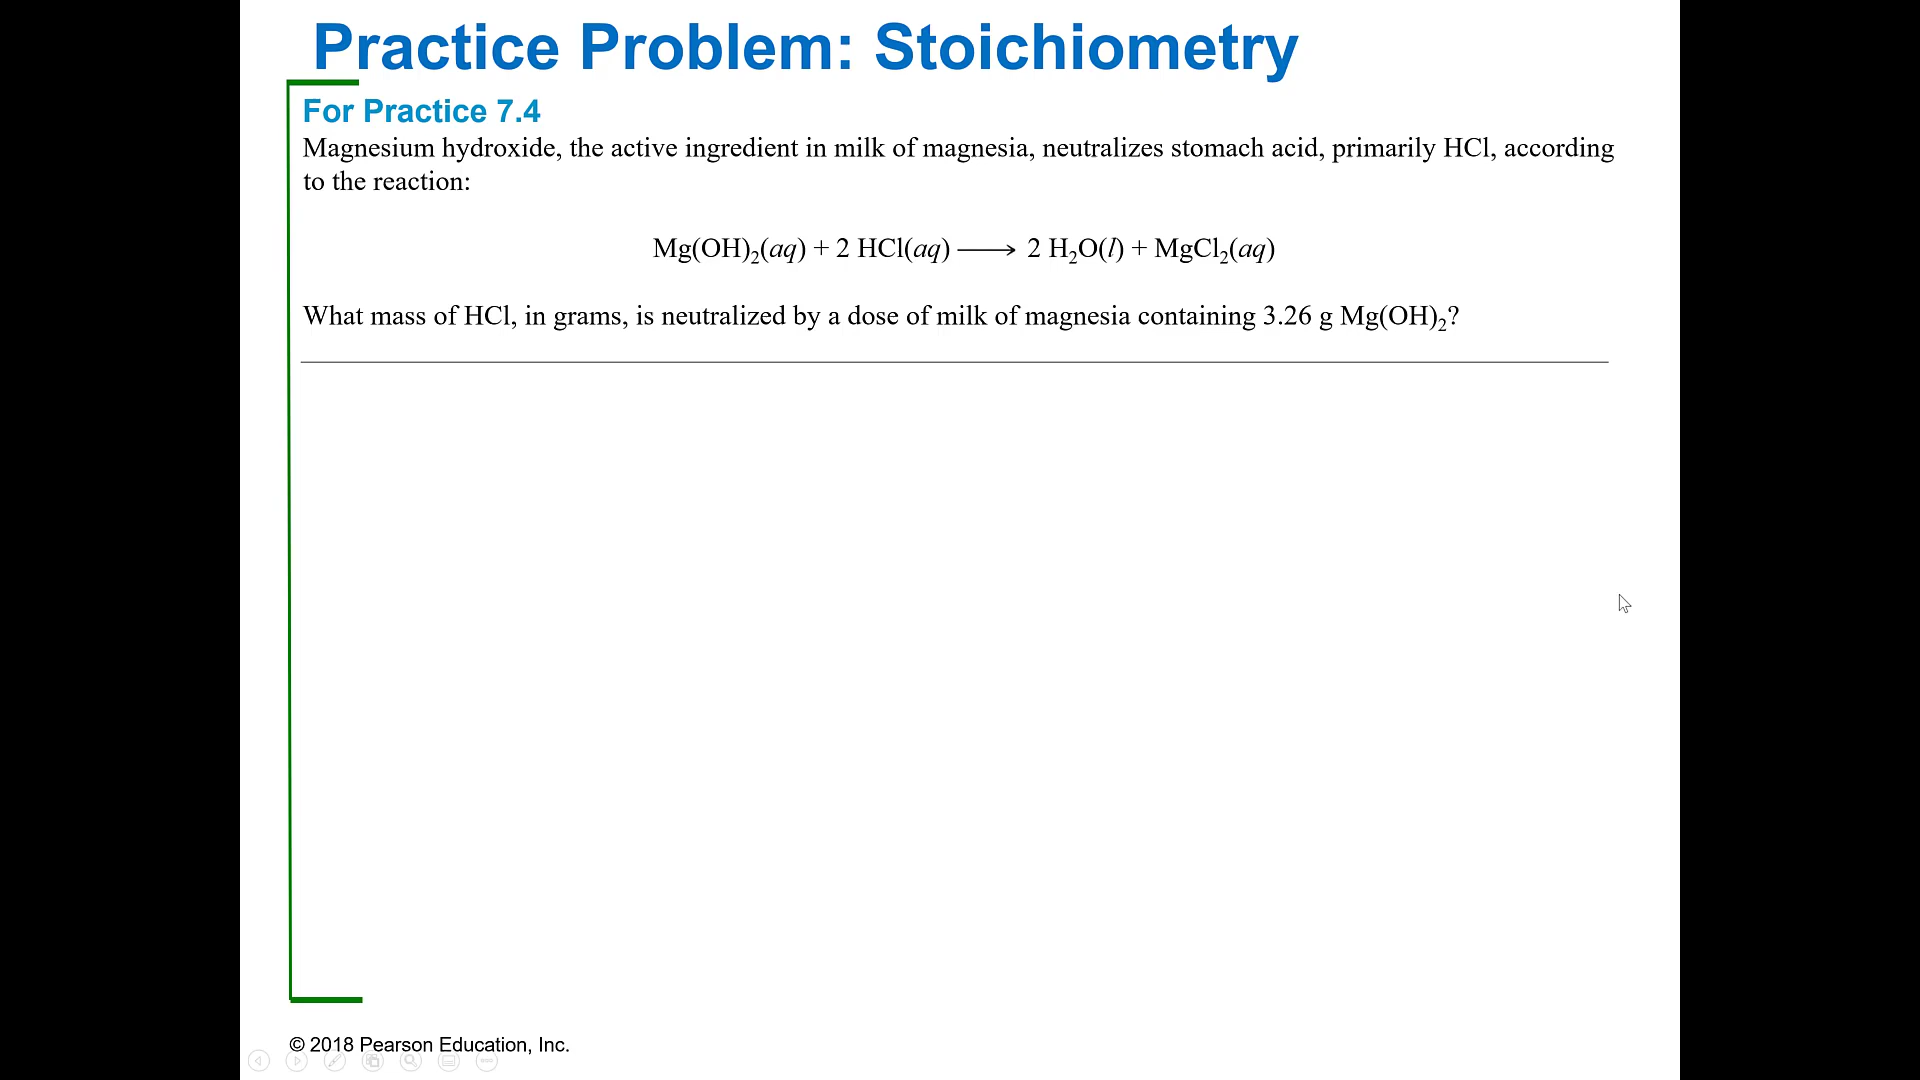 Practice Problem: Stoichiometry
For Practice 7.4
Magnesium hydroxide, the active ingredient in milk of magnesia, neutralizes stomach acid, primarily HCl, according
to the reaction:
Mg(OH)₂(aq) + 2 HCl(aq) ⟶ 2 H₂O(l) + MgCl₂(aq)
What mass of HCl, in grams, is neutralized by a dose of milk of magnesia containing 3.26 g Mg(OH)₂?
© 2018 Pearson Education, Inc.